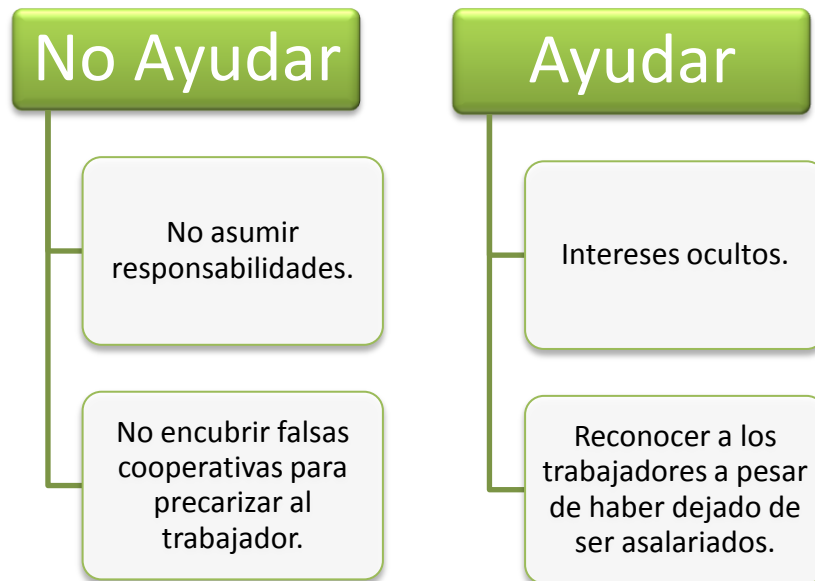 No Ayudar
No asumir
responsabilidades.
No encubrir falsas
cooperativas para
precarizar al
trabajador.
Ayudar
Intereses ocultos.
Reconocer a los
trabajadores a pesar
de haber dejado de
ser asalariados.